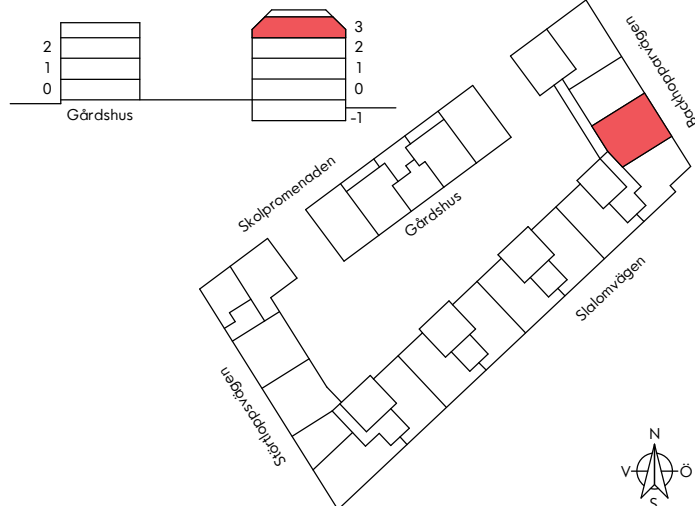 2
1
0
Gårdshus
3
2
1
0
-1
Backhopparvägen
Skolpromenaden
Gårdshus
Slalomvägen
Störtloppsvägen
N
V
Ö
S